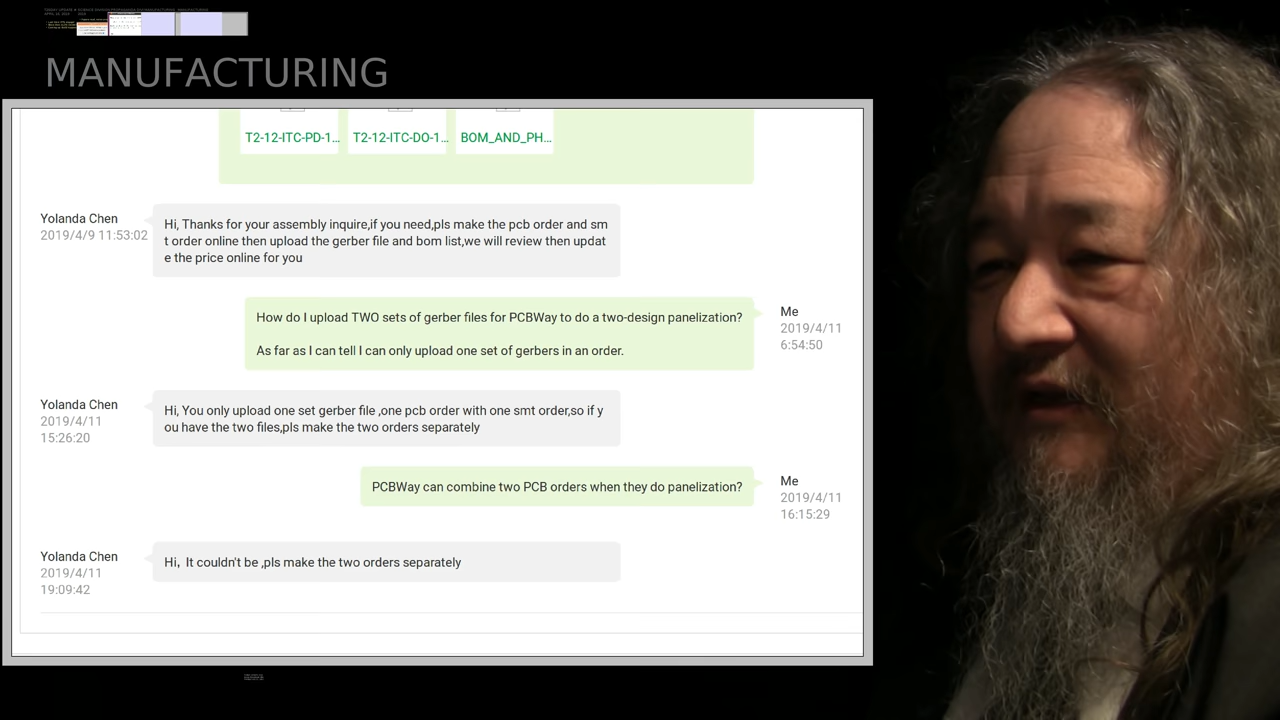 MANUFACTURING
T2-12-ITC-PD-1...
T2-12-ITC-DO-1...
BOM_AND_PH...
Yolanda Chen
2019/4/9 11:53:02
Hi, Thanks for your assembly inquire,if you need,pls make the pcb order and sm
t order online then upload the gerber file and bom list,we will review then updat
e the price online for you
How do I upload TWO sets of gerber files for PCBWay to do a two-design panelization?
As far as I can tell I can only upload one set of gerbers in an order.
Me
2019/4/11
6:54:50
Yolanda Chen
2019/4/11
15:26:20
Hi, You only upload one set gerber file ,one pcb order with one smt order,so if y
ou have the two files,pls make the two orders separately
PCBWay can combine two PCB orders when they do panelization?
Me
2019/4/11
16:15:29
Yolanda Chen
2019/4/11
19:09:42
Hi, It couldn't be ,pls make the two orders separately